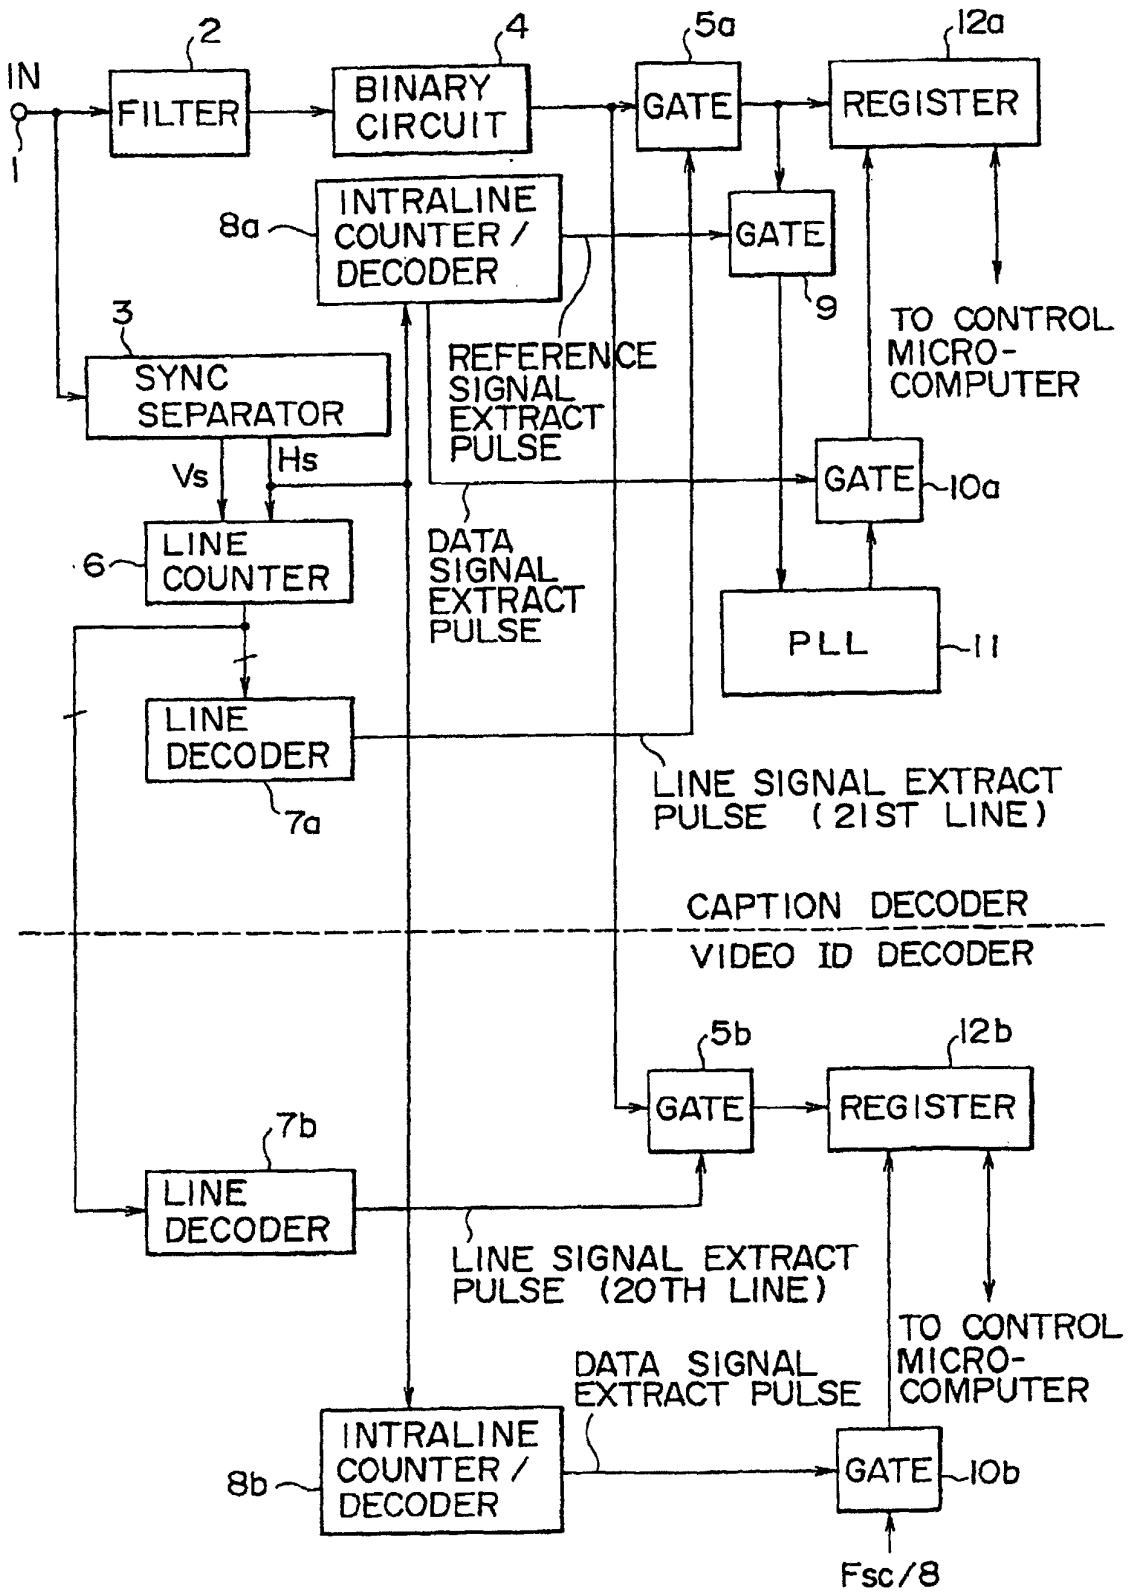 2
4
5a
12a
IN
FILTER
BINARY
CIRCUIT
GATE
REGISTER
1
8a
INTRALINE
COUNTER/
DECODER
GATE
9
3
SYNC
SEPARATOR
REFERENCE
SIGNAL
EXTRACT
PULSE
TO CONTROL
MICRO-
COMPUTER
Vs
Hs
GATE
10a
6
LINE
COUNTER
DATA
SIGNAL
EXTRACT
PULSE
PLL
11
LINE
DECODER
7a
LINE SIGNAL EXTRACT
PULSE (21ST LINE)
CAPTION DECODER
VIDEO ID DECODER
5b
12b
GATE
REGISTER
7b
LINE
DECODER
LINE SIGNAL EXTRACT
PULSE (20TH LINE)
TO CONTROL
MICRO-
COMPUTER
DATA SIGNAL
EXTRACT PULSE
8b
INTRALINE
COUNTER/
DECODER
GATE
10b
Fsc/8